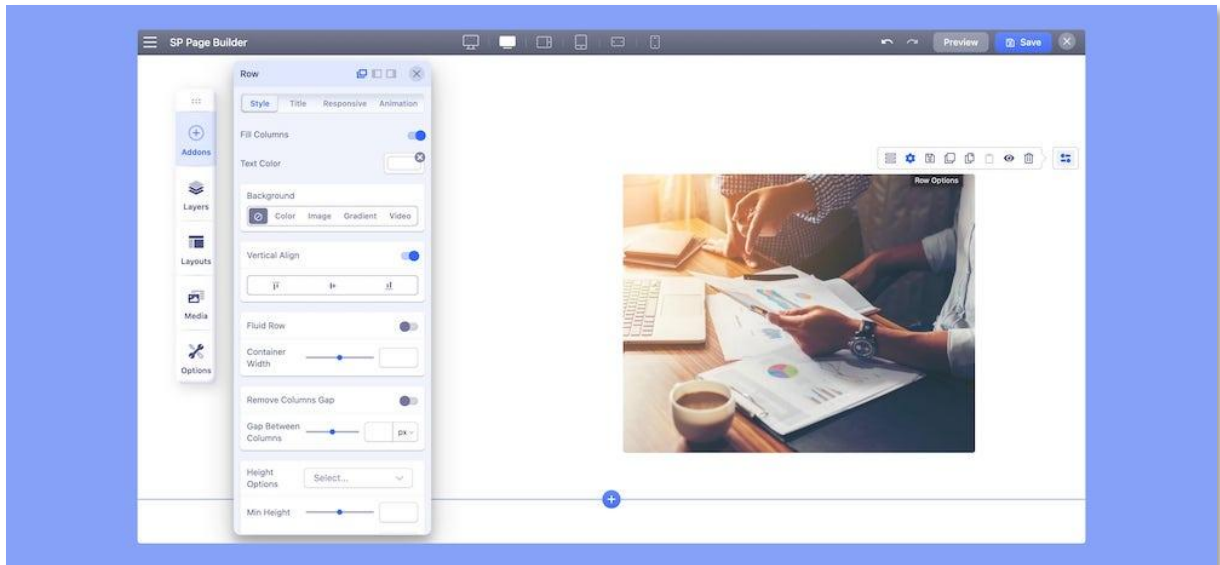 SP Page Builder
Preview
Save
Row
Style Title Responsive Animation
Addons
Layers
Layouts
Media
Options
Fill Columns
Text Color
Background
Color Image Gradient Video
Vertical Align
Fluid Row
Container
Width
Remove Columns Gap
Gap Between
Columns
px
Height
Options
Select...
Min Height
Row Options